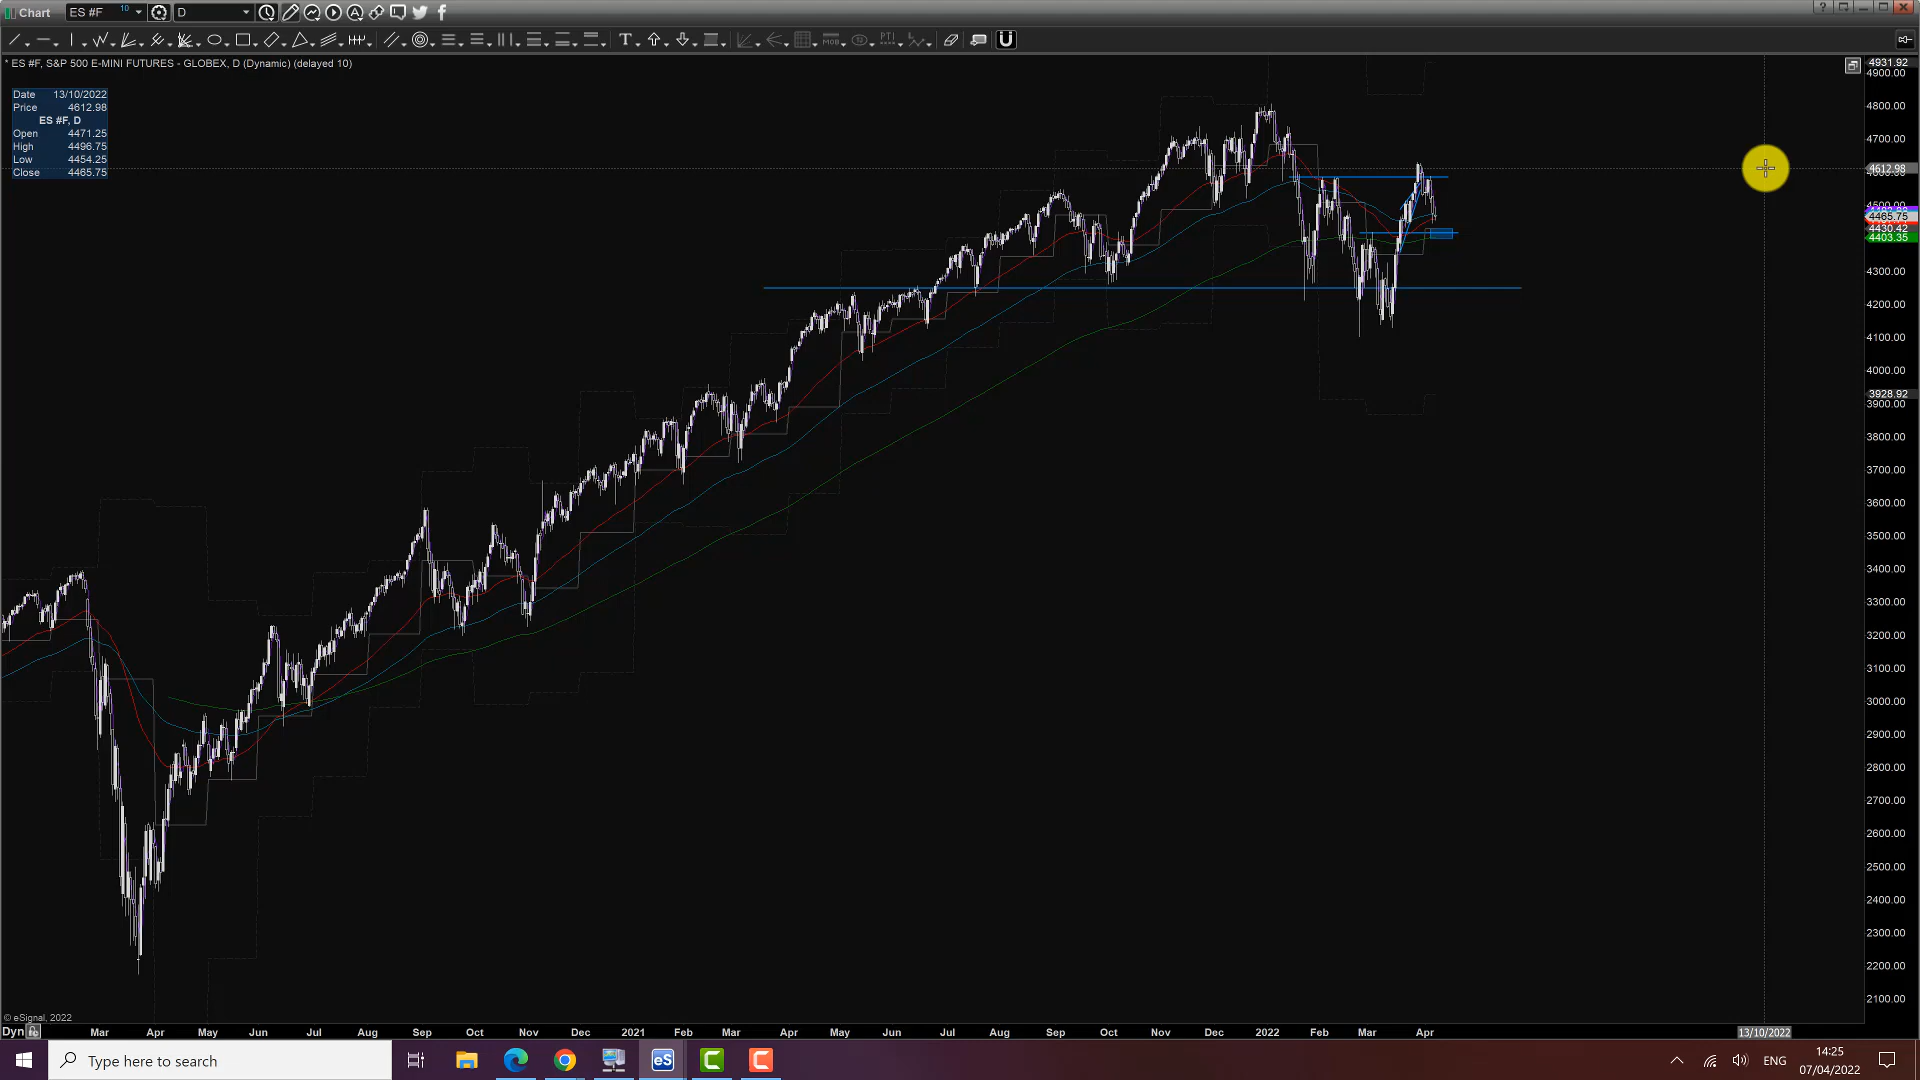 Chart ES #F 10 D
* ES #F, S&P 500 E-MINI FUTURES - GLOBEX, D (Dynamic) (delayed 10)
Date 13/10/2022
Price 4612.98
ES #F, D
Open 4471.25
High 4496.75
Low 4454.25
Close 4465.75
4931.92
4900.00
4800.00
4700.00
4612.98
4465.75
4430.42
4403.35
4300.00
4200.00
4100.00
4000.00
3928.92
3900.00
3800.00
3700.00
3600.00
3500.00
3400.00
3300.00
3200.00
3100.00
3000.00
2900.00
2800.00
2700.00
2600.00
2500.00
2400.00
2300.00
2200.00
2100.00
© eSignal, 2022
Dyn Mar Apr May Jun Jul Aug Sep Oct Nov Dec 2021 Feb Mar Apr May Jun Jul Aug Sep Oct Nov Dec 2022 Feb Mar Apr 13/10/2022
Type here to search
eS
ENG
14:25
07/04/2022